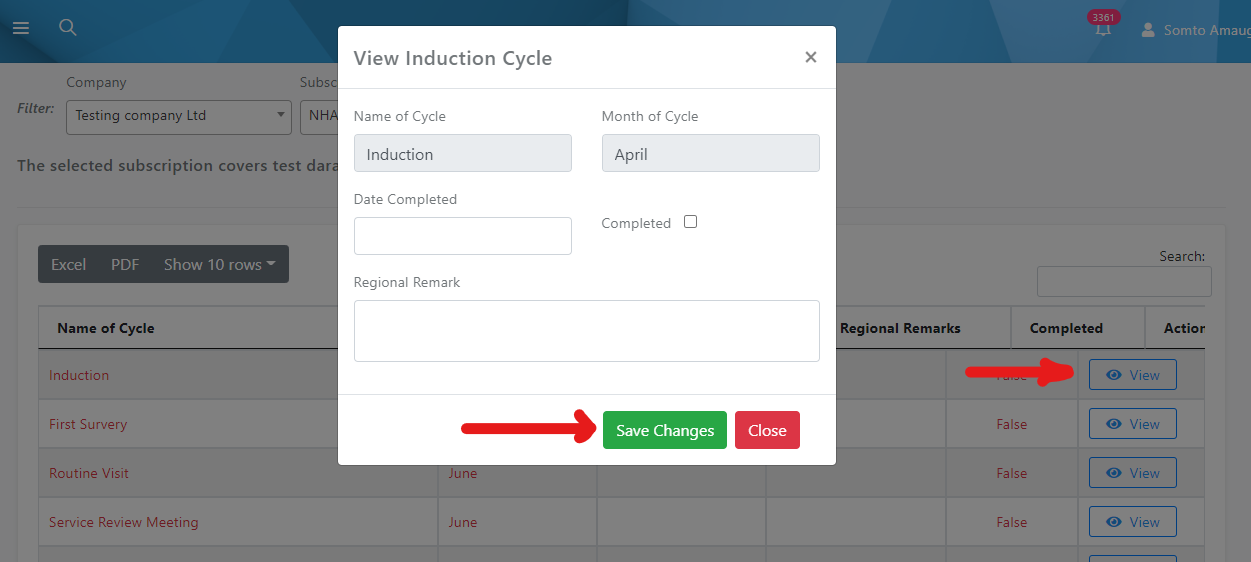 3361
Somto Amaug
View Induction Cycle
×
Company
Subsc
Filter:
Testing company Ltd
NHA
Name of Cycle
Month of Cycle
Induction
April
The selected subscription covers test dara
Date Completed
Completed
Excel
PDF
Show 10 rows
Search:
Regional Remark
Name of Cycle
Regional Remarks
Completed
Action
Induction
False
View
Save Changes
Close
First Survery
False
View
Routine Visit
June
False
View
Service Review Meeting
June
False
View